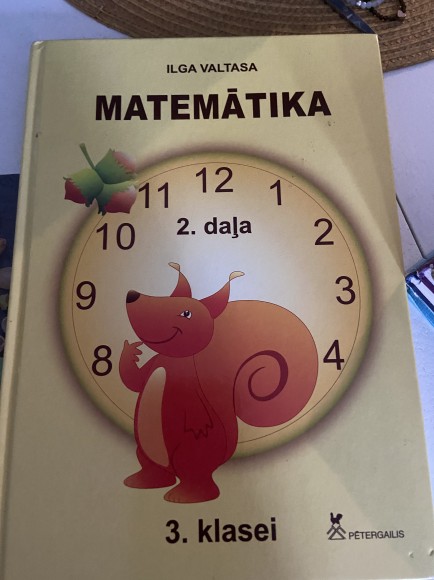 ILGA VALTASA
MATEMĀTIKA
12
11
1
2. daļa
10
2
9
3
8
4
3. klasei
PĒTERGAILIS